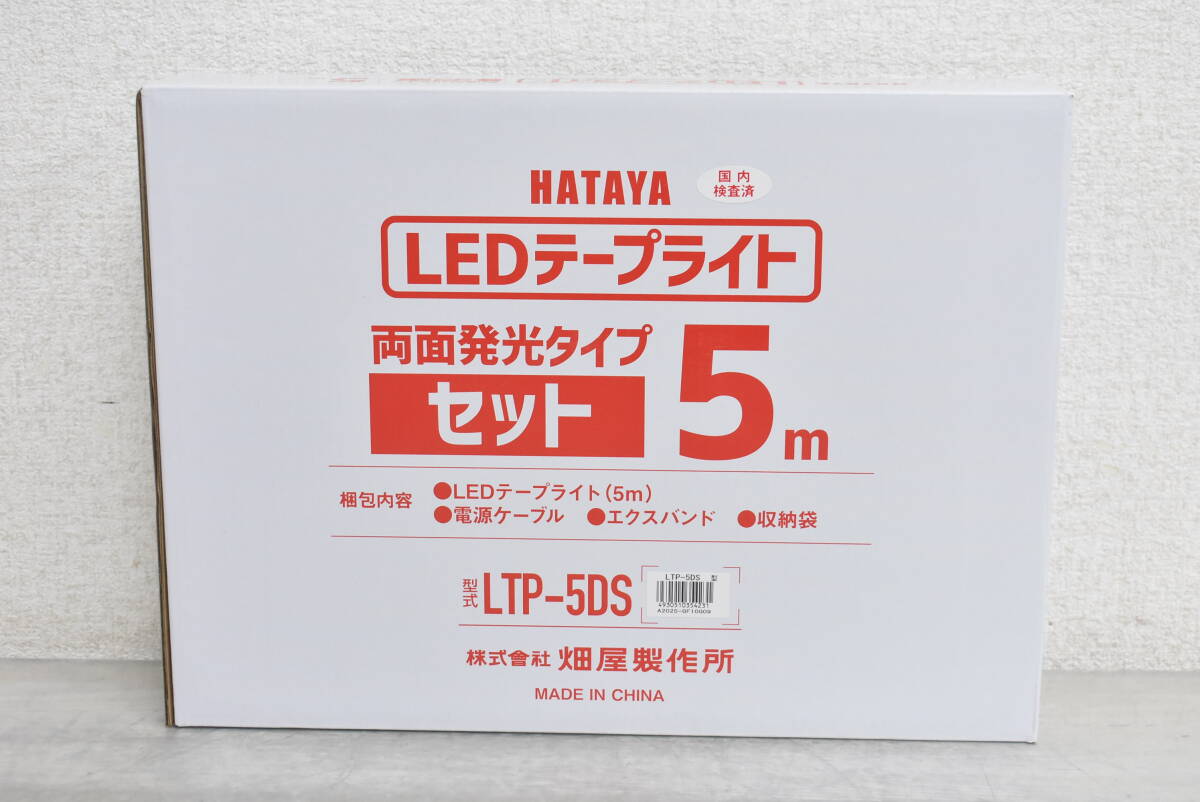 HATAYA
国内
検査済
LEDテープライト
両面発光タイプ
セット
5m
梱包内容
●LEDテープライト(5m)
●電源ケーブル ●エクスバンド ●収納袋
型式 LTP-5DS
LTP-5DS 型
4930510354231
株式會社 畑屋製作所
MADE IN CHINA